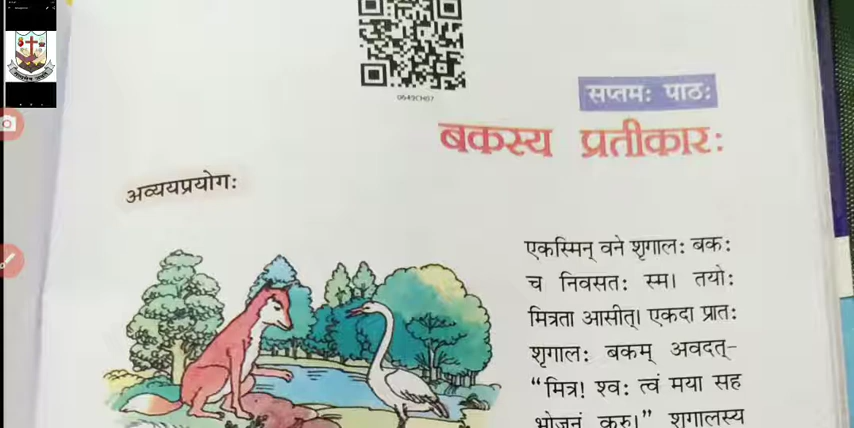 0649CH07
सप्तमः पाठः
बकस्य प्रतीकारः
अव्ययप्रयोगः
एकस्मिन् वने शृगालः बकः
च निवसतः स्म। तयोः
मित्रता आसीत्। एकदा प्रातः
शृगालः बकम् अवदत्-
“मित्र! श्वः त्वं मया सह
भोजनं कुरु।” शृगालस्य